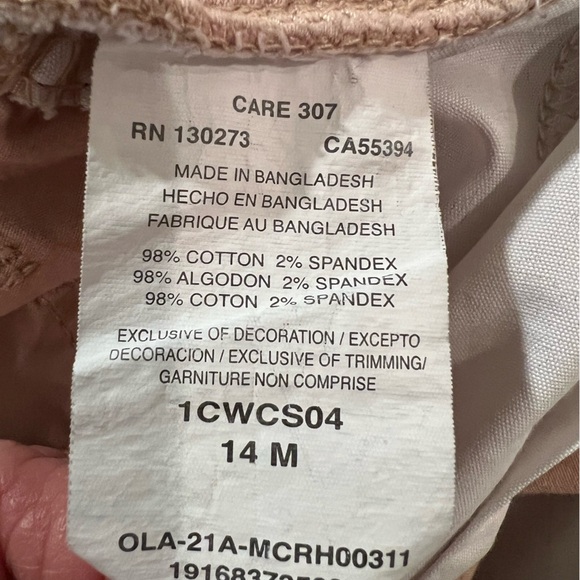 CARE 307
RN 130273 CA55394
MADE IN BANGLADESH
HECHO EN BANGLADESH
FABRIQUE AU BANGLADESH
98% COTTON 2% SPANDEX
98% ALGODON 2% SPANDEX
98% COTON 2% SPANDEX
EXCLUSIVE OF DECORATION / EXCEPTO
DECORACION / EXCLUSIVE OF TRIMMING/
GARNITURE NON COMPRISE
1CWCS04
14 M
OLA-21A-MCRH00311